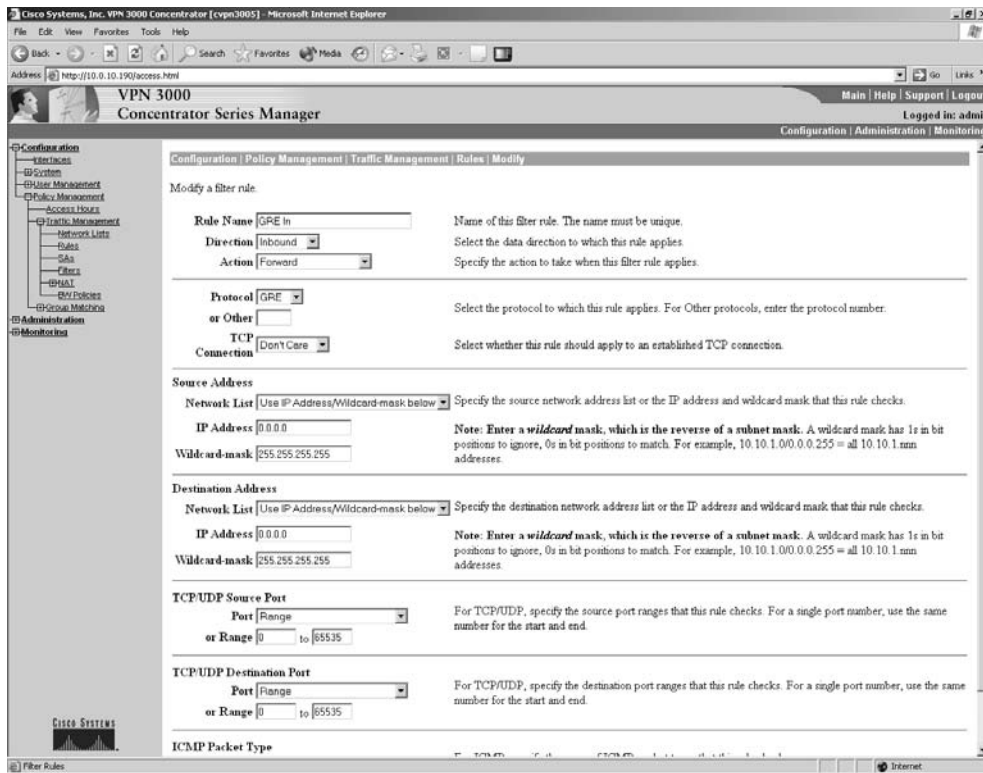 Cisco Systems, Inc. VPN 3000 Concentrator [cvpn3005] - Microsoft Internet Explorer
File Edit View Favorites Tools Help
Back Search Favorites Media
Address http://10.0.10.190/access.html Go Links
VPN 3000
Concentrator Series Manager
Main | Help | Support | Logou
Logged in: admi
Configuration | Administration | Monitorin
Configuration
Interfaces
System
User Management
Policy Management
Access Hours
Traffic Management
Network Lists
Rules
SAs
Filters
NAT
BW Policies
Group Matching
Administration
Monitoring
Configuration | Policy Management | Traffic Management | Rules | Modify
Modify a filter rule.
Rule Name GRE In Name of this filter rule. The name must be unique.
Direction Inbound Select the data direction to which this rule applies.
Action Forward Specify the action to take when this filter rule applies.
Protocol GRE
or Other
Select the protocol to which this rule applies. For Other protocols, enter the protocol number.
TCP
Connection Don't Care Select whether this rule should apply to an established TCP connection.
Source Address
Network List Use IP Address/Wildcard-mask below Specify the source network address list or the IP address and wildcard mask that this rule checks.
IP Address 0.0.0.0
Wildcard-mask 255.255.255.255
Note: Enter a wildcard mask, which is the reverse of a subnet mask. A wildcard mask has 1s in bit
positions to ignore, 0s in bit positions to match. For example, 10.10.1.0/0.0.0.255 = all 10.10.1.nnn
addresses.
Destination Address
Network List Use IP Address/Wildcard-mask below Specify the destination network address list or the IP address and wildcard mask that this rule checks.
IP Address 0.0.0.0
Wildcard-mask 255.255.255.255
Note: Enter a wildcard mask, which is the reverse of a subnet mask. A wildcard mask has 1s in bit
positions to ignore, 0s in bit positions to match. For example, 10.10.1.0/0.0.0.255 = all 10.10.1.nnn
addresses.
TCP/UDP Source Port
Port Range
or Range 0 to 65535
For TCP/UDP, specify the source port ranges that this rule checks. For a single port number, use the same
number for the start and end.
TCP/UDP Destination Port
Port Range
or Range 0 to 65535
For TCP/UDP, specify the destination port ranges that this rule checks. For a single port number, use the same
number for the start and end.
ICMP Packet Type
CISCO SYSTEMS
Filter Rules Internet